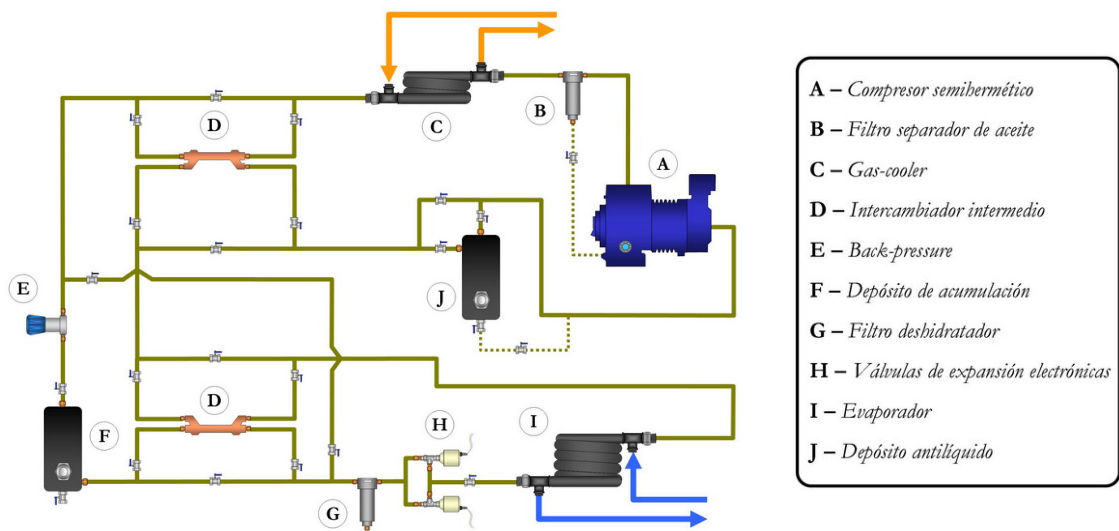 D
C
B
A
E
J
F
D
G
H
I
A – Compresor semihermético
B – Filtro separador de aceite
C – Gas-cooler
D – Intercambiador intermedio
E – Back-pressure
F – Depósito de acumulación
G – Filtro deshidratador
H – Válvulas de expansión electrónicas
I – Evaporador
J – Depósito antilíquido